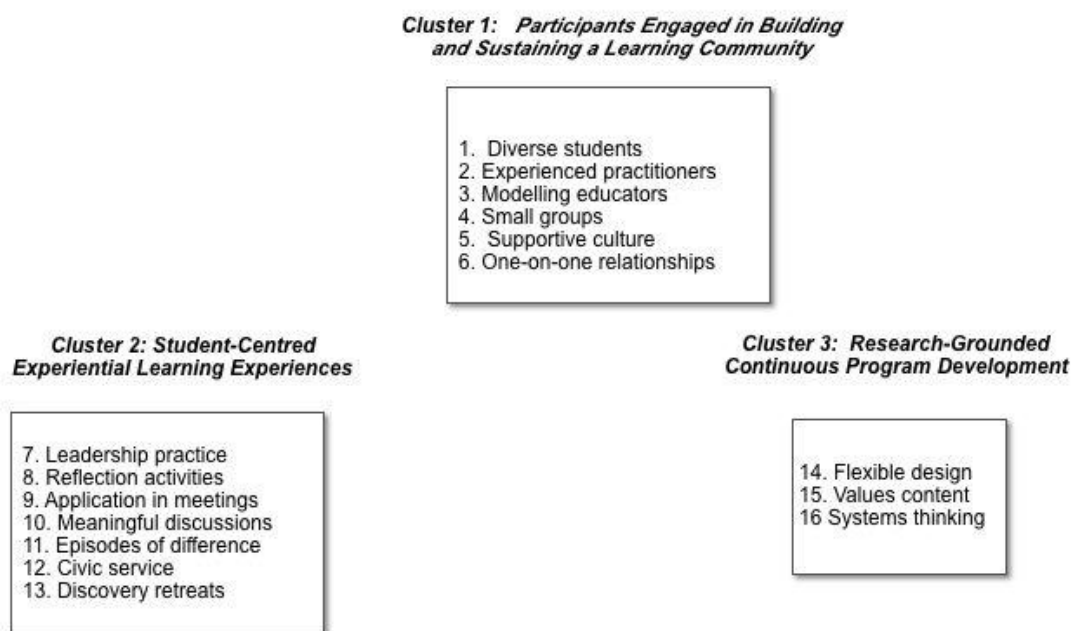 Cluster 1: Participants Engaged in Building
and Sustaining a Learning Community
1. Diverse students
2. Experienced practitioners
3. Modelling educators
4. Small groups
5. Supportive culture
6. One-on-one relationships
Cluster 2: Student-Centred
Experiential Learning Experiences
7. Leadership practice
8. Reflection activities
9. Application in meetings
10. Meaningful discussions
11. Episodes of difference
12. Civic service
13. Discovery retreats
Cluster 3: Research-Grounded
Continuous Program Development
14. Flexible design
15. Values content
16 Systems thinking